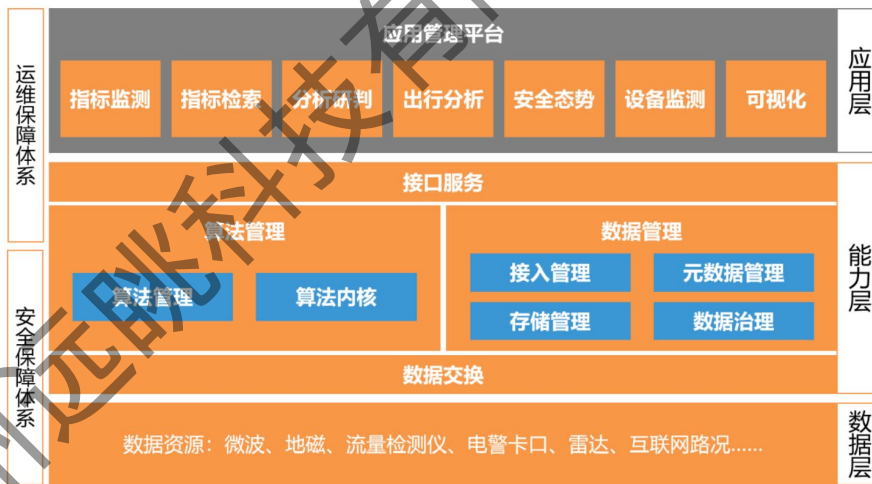 运维保障体系
安全保障体系
应用管理平台
指标监测 指标检索 分析研判 出行分析 安全态势 设备监测 可视化
应用层
接口服务
算法管理
算法管理 算法内核
数据管理
接入管理 元数据管理
存储管理 数据治理
数据交换
能力层
数据资源：微波、地磁、流量检测仪、电警卡口、雷达、互联网路况......
数据层
远眺科技有